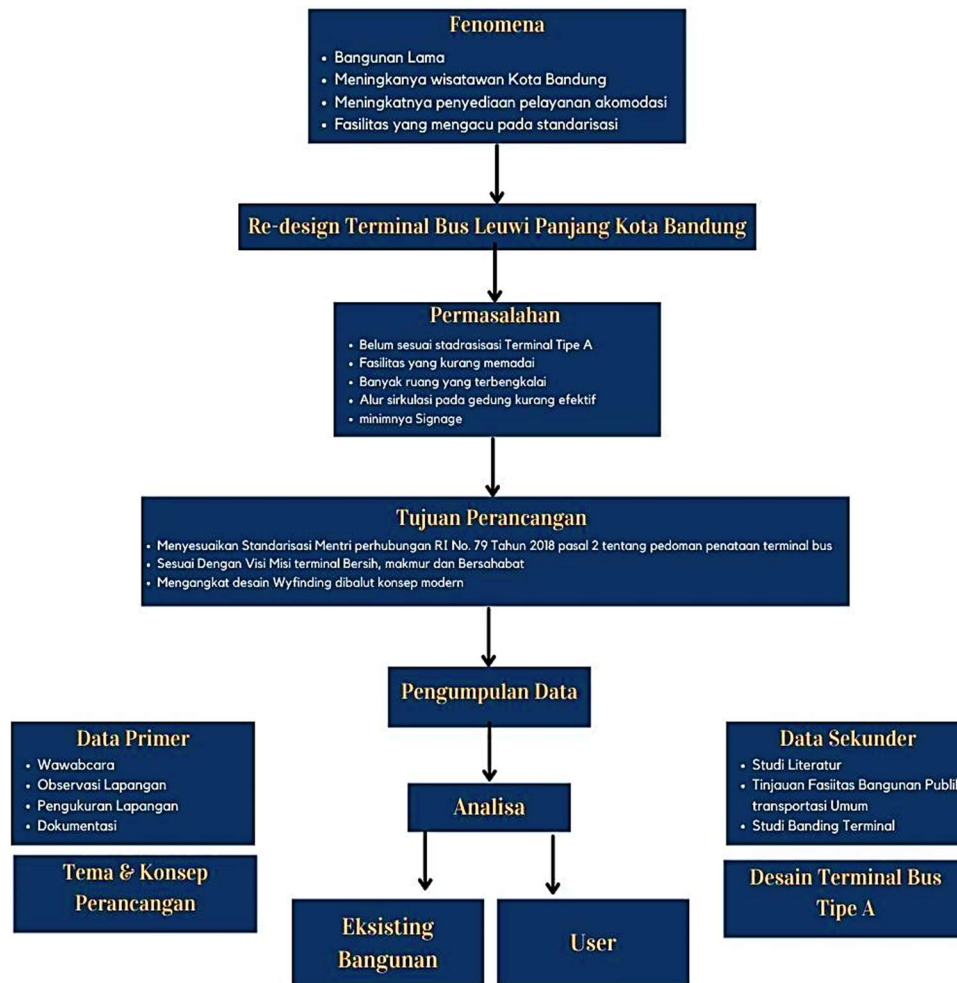 Fenomena
• Bangunan Lama
• Meningkanya wisatawan Kota Bandung
• Meningkatnya penyediaan pelayanan akomodasi
• Fasilitas yang mengacu pada standarisasi
Re-design Terminal Bus Leuwi Panjang Kota Bandung
Permasalahan
• Belum sesuai stadrasisasi Terminal Tipe A
• Fasilitas yang kurang memadai
• Banyak ruang yang terbengkalai
• Alur sirkulasi pada gedung kurang efektif
• minimnya Signage
Tujuan Perancangan
• Menyesuaikan Standarisasi Mentri perhubungan RI No. 79 Tahun 2018 pasal 2 tentang pedoman penataan terminal bus
• Sesuai Dengan Visi Misi terminal Bersih, makmur dan Bersahabat
• Mengangkat desain Wyfinding dibalut konsep modern
Pengumpulan Data
Data Primer
• Wawabcara
• Observasi Lapangan
• Pengukuran Lapangan
• Dokumentasi
Data Sekunder
• Studi Literatur
• Tinjauan Fasiitas Bangunan Publik
transportasi Umum
• Studi Banding Terminal
Analisa
Tema & Konsep
Perancangan
Desain Terminal Bus
Tipe A
Eksisting
Bangunan
User